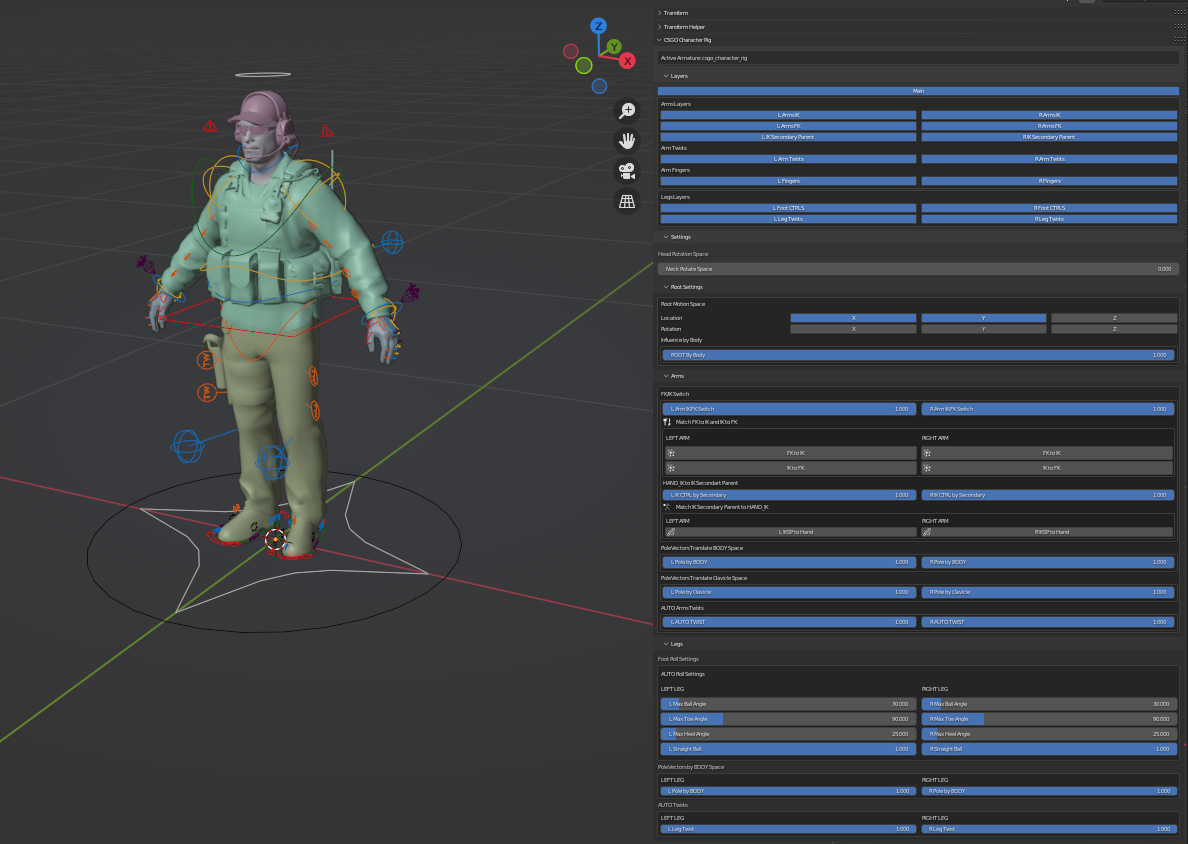 Z
Y
X
Transform
Transform Helper
CSGO Character Rig
Active Armature: csgo_character_rig
Layers
Main
Arms Layers
L Arms IK R Arms IK
L Arms FK R Arms FK
L IK Secondary Parent R IK Secondary Parent
Arm Twists
L Arm Twists R Arm Twists
Arm Fingers
L Fingers R Fingers
Legs Layers
L Foot CTRLS R Foot CTRLS
L Leg Twists R Leg Twists
Settings
Head Rotation Space
Neck Rotate Space 0.000
Root Settings
Root Motion Space
Location X Y Z
Rotation X Y Z
Influence by Body
ROOT By Body 1.000
Arms
FK/IK Switch
L Arm IKFK Switch 1.000 R Arm IKFK Switch 1.000
Match FK to IK and IK to FK
LEFT ARM RIGHT ARM
FK to IK FK to IK
IK to FK IK to FK
HAND_IK to IK Secondart Parent
L IK CTRL by Secondary 1.000 R IK CTRL by Secondary 1.000
Match IK Secondary Parent to HAND_IK
LEFT ARM RIGHT ARM
L IKSP to Hand R IKSP to Hand
PoleVectors Translate BODY Space
L Pole by BODY 1.000 R Pole by BODY 1.000
PoleVectors Translate Clavicle Space
L Pole by Clavicle 1.000 R Pole by Clavicle 1.000
AUTO Arms Twists
L AUTO TWIST 1.000 R AUTO TWIST 1.000
Legs
Foot Roll Settings
AUTO Roll Settings
LEFT LEG RIGHT LEG
L Max Ball Angle 30.000 R Max Ball Angle 30.000
L Max Toe Angle 90.000 R Max Toe Angle 90.000
L Max Heel Angle 25.000 R Max Heel Angle 25.000
L Straight Ball 1.000 R Straight Ball 1.000
PoleVectors by BODY Space
LEFT LEG RIGHT LEG
L Pole by BODY 1.000 R Pole by BODY 1.000
AUTO Twists
LEFT LEG RIGHT LEG
L Leg Twist 1.000 R Leg Twist 1.000